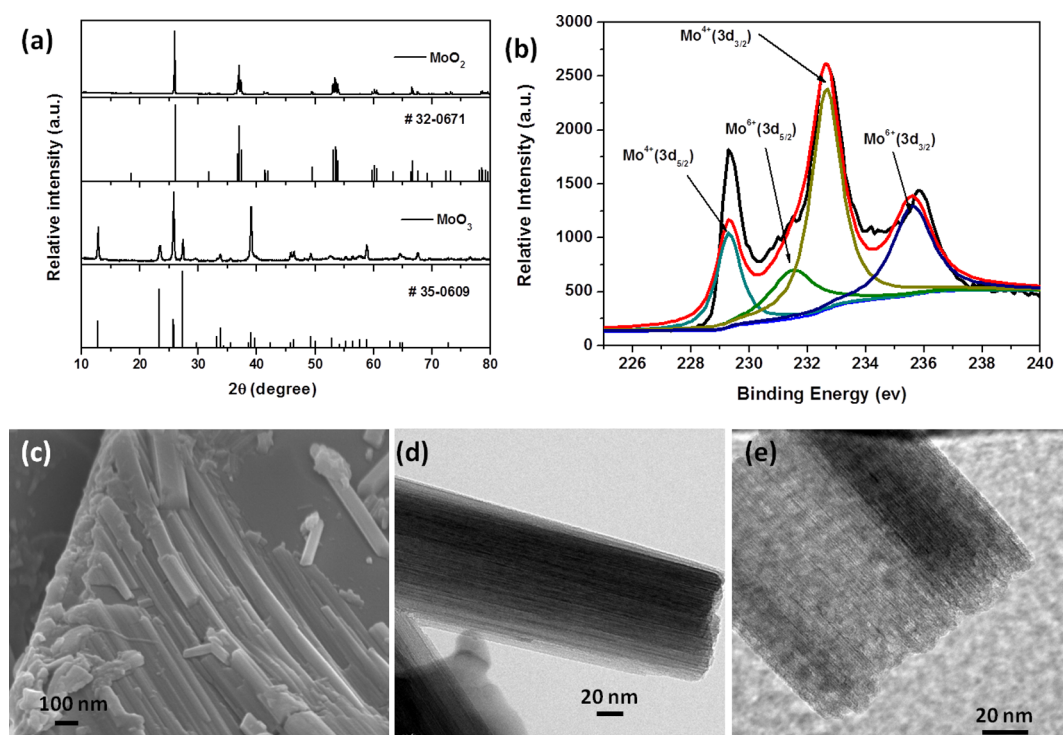 (a)
MoO2
# 32-0671
MoO3
# 35-0609
Relative intensity (a.u.)
10 20 30 40 50 60 70 80
2θ (degree)
(b)
3000
2500
2000
1500
1000
500
0
Relative Intensity (a.u.)
Mo4+(3d3/2)
Mo6+(3d5/2)
Mo4+(3d5/2)
Mo6+(3d3/2)
226 228 230 232 234 236 238 240
Binding Energy (ev)
(c)
100 nm
(d)
20 nm
(e)
20 nm